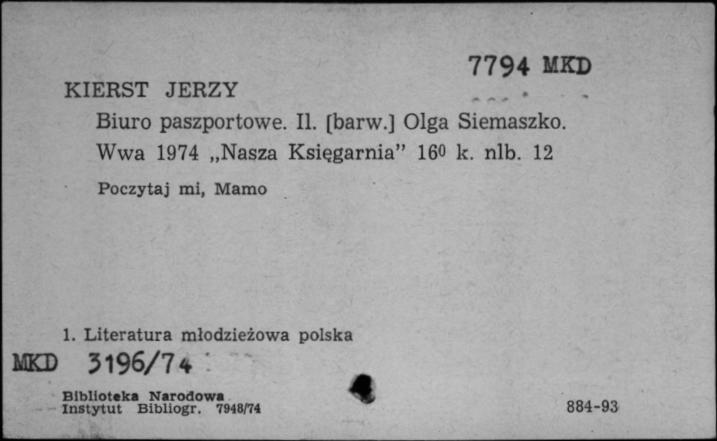 7794 MKD
KIERST JERZY
Biuro paszportowe. Il. [barw.] Olga Siemaszko.
Wwa 1974 „Nasza Księgarnia” 16⁰ k. nlb. 12
Poczytaj mi, Mamo
1. Literatura młodzieżowa polska
MKD 3196/74
Biblioteka Narodowa
Instytut Bibliogr. 7948/74
884-93